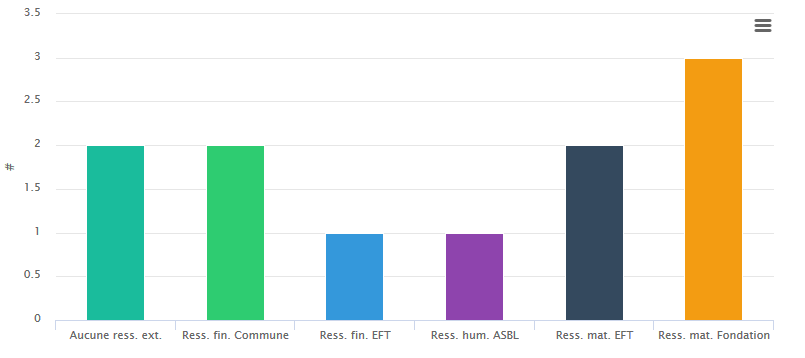 3.5
3
2.5
2
1.5
1
0.5
0
#
Aucune ress. ext.
Ress. fin. Commune
Ress. fin. EFT
Ress. hum. ASBL
Ress. mat. EFT
Ress. mat. Fondation